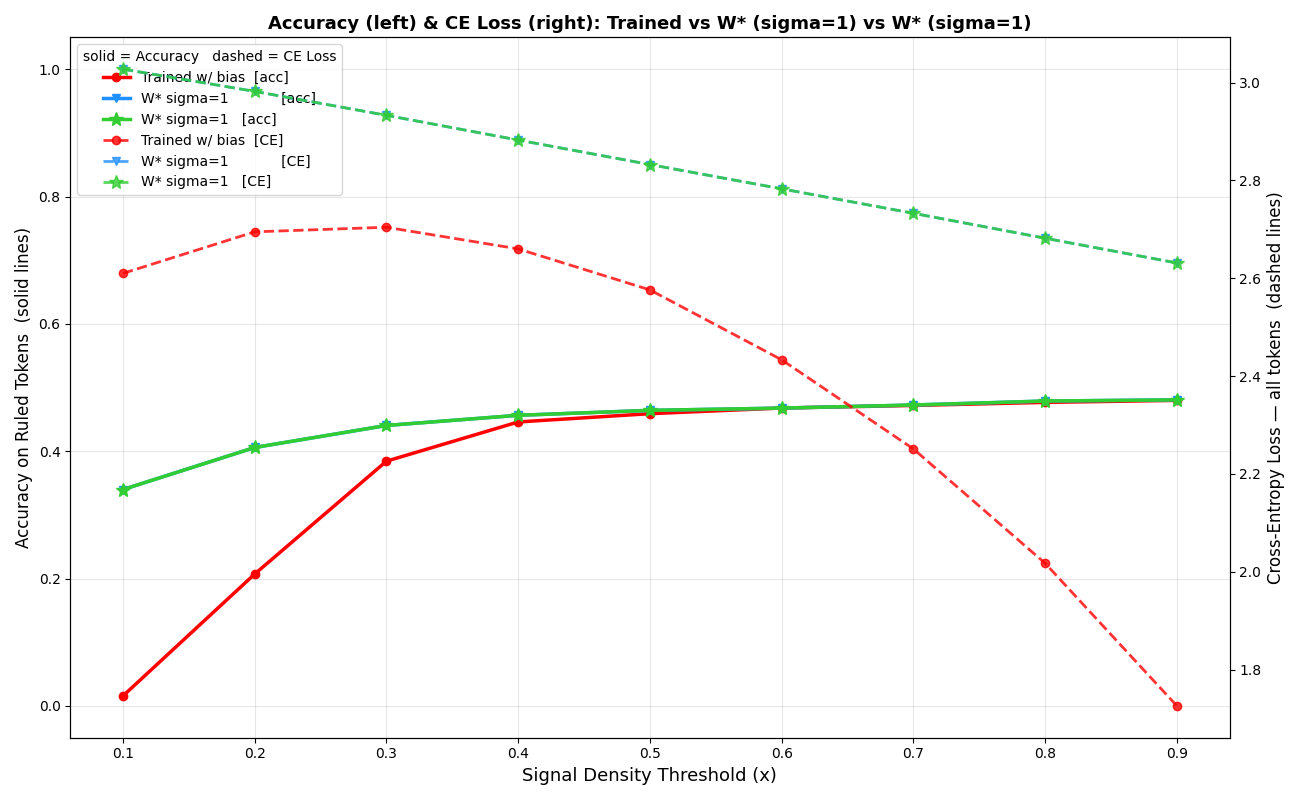 Accuracy (left) & CE Loss (right): Trained vs W* (sigma=1) vs W* (sigma=1)
solid = Accuracy   dashed = CE Loss
Trained w/ bias  [acc]
W* sigma=1            [acc]
W* sigma=1   [acc]
Trained w/ bias  [CE]
W* sigma=1            [CE]
W* sigma=1   [CE]
Accuracy on Ruled Tokens  (solid lines)
1.0
0.8
0.6
0.4
0.2
0.0
3.0
2.8
2.6
2.4
2.2
2.0
1.8
Cross-Entropy Loss — all tokens  (dashed lines)
0.1 0.2 0.3 0.4 0.5 0.6 0.7 0.8 0.9
Signal Density Threshold (x)